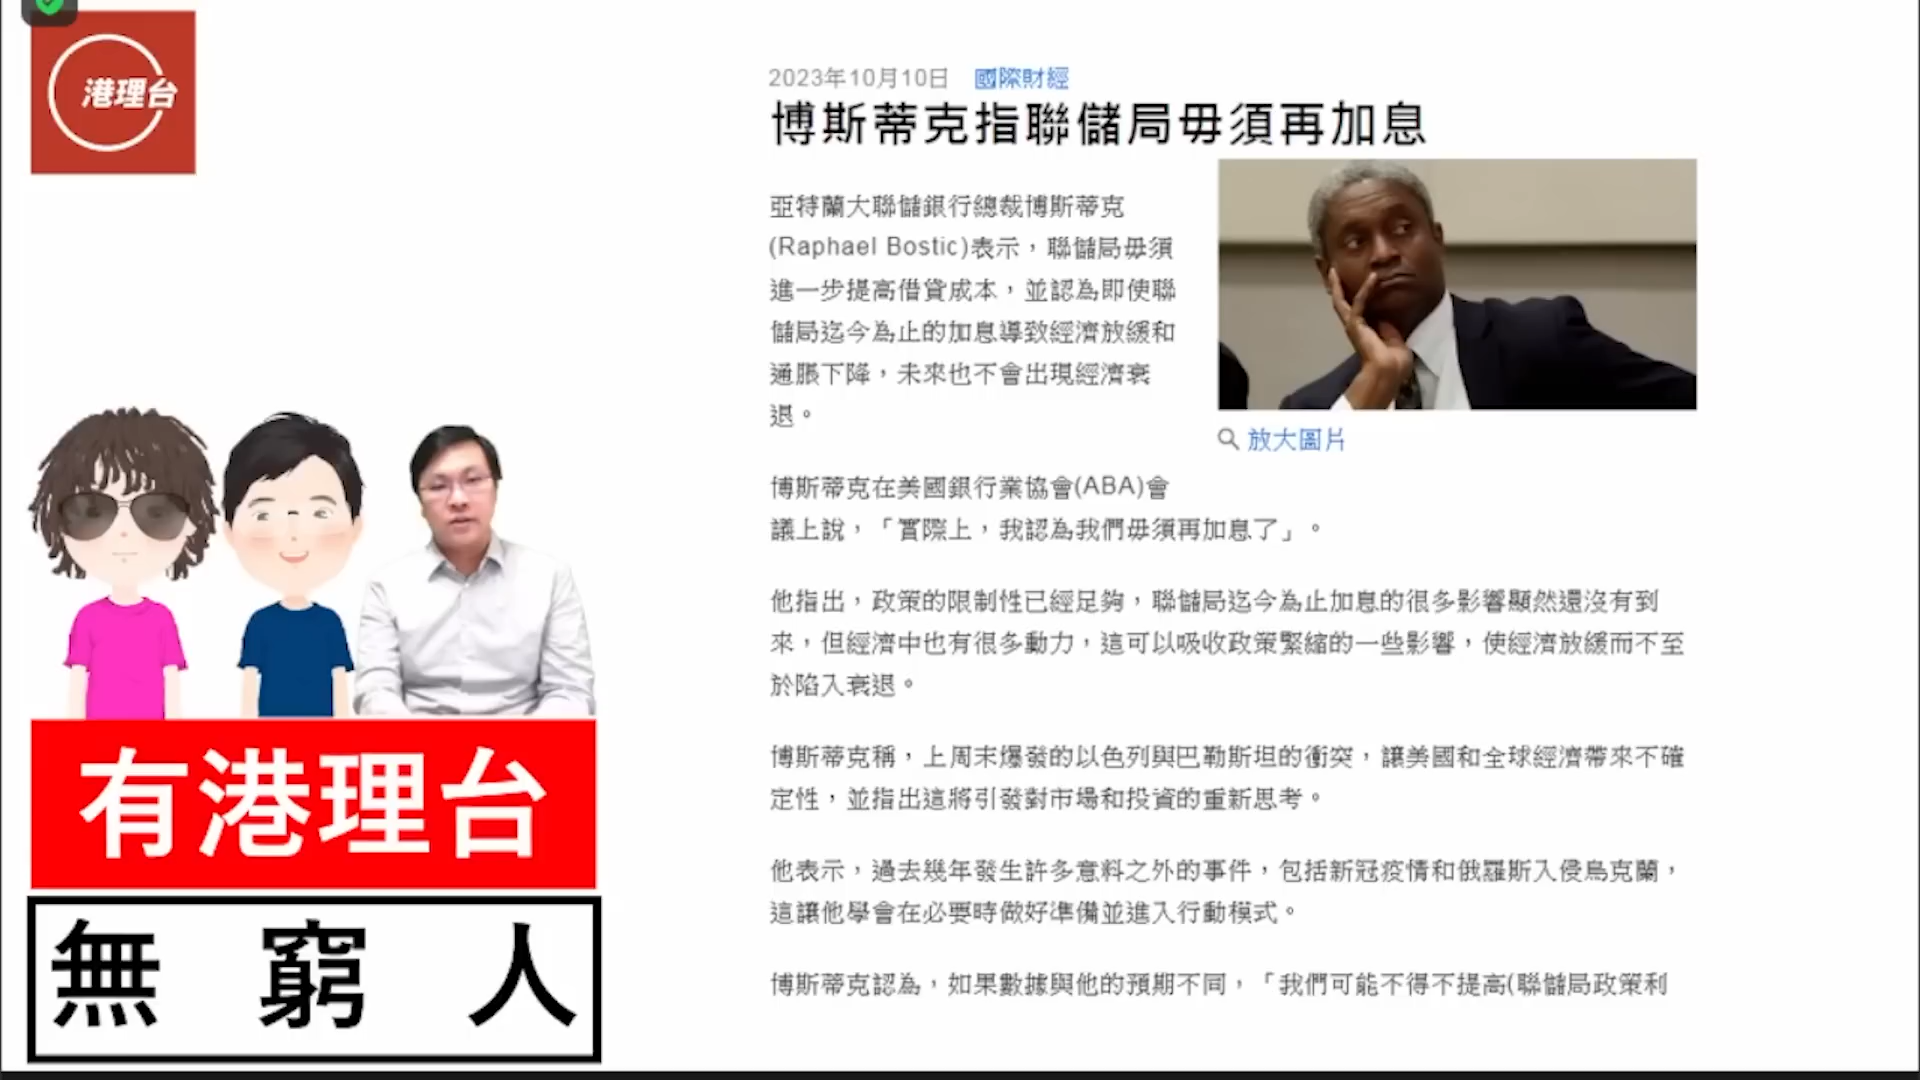 港理台
2023年10月10日 國際財經
博斯蒂克指聯儲局毋須再加息
亞特蘭大聯儲銀行總裁博斯蒂克
(Raphael Bostic)表示，聯儲局毋須
進一步提高借貸成本，並認為即使聯
儲局迄今為止的加息導致經濟放緩和
通脹下降，未來也不會出現經濟衰
退。
放大圖片
博斯蒂克在美國銀行業協會(ABA)會
議上說，「實際上，我認為我們毋須再加息了」。
他指出，政策的限制性已經足夠，聯儲局迄今為止加息的很多影響顯然還沒有到
來，但經濟中也有很多動力，這可以吸收政策緊縮的一些影響，使經濟放緩而不至
於陷入衰退。
博斯蒂克稱，上周末爆發的以色列與巴勒斯坦的衝突，讓美國和全球經濟帶來不確
定性，並指出這將引發對市場和投資的重新思考。
他表示，過去幾年發生許多意料之外的事件，包括新冠疫情和俄羅斯入侵烏克蘭，
這讓他學會在必要時做好準備並進入行動模式。
博斯蒂克認為，如果數據與他的預期不同，「我們可能不得不提高(聯儲局政策利
有港理台
無窮人